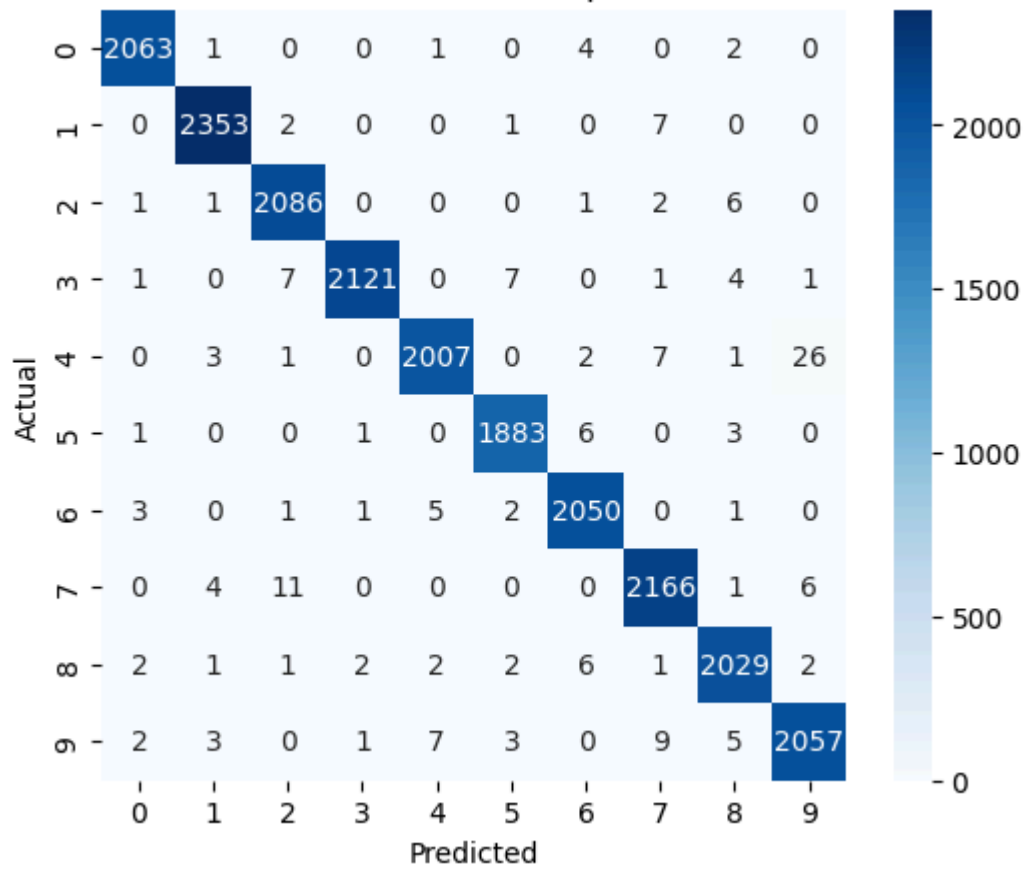 0 2063 1 0 0 1 0 4 0 2 0
1 0 2353 2 0 0 1 0 7 0 0 2000
2 1 1 2086 0 0 0 1 2 6 0
3 1 0 7 2121 0 7 0 1 4 1 1500
4 0 3 1 0 2007 0 2 7 1 26
Actual
5 1 0 0 1 0 1883 6 0 3 0 1000
6 3 0 1 1 5 2 2050 0 1 0
7 0 4 11 0 0 0 0 2166 1 6 500
8 2 1 1 2 2 2 6 1 2029 2
9 2 3 0 1 7 3 0 9 5 2057
0
0 1 2 3 4 5 6 7 8 9
Predicted